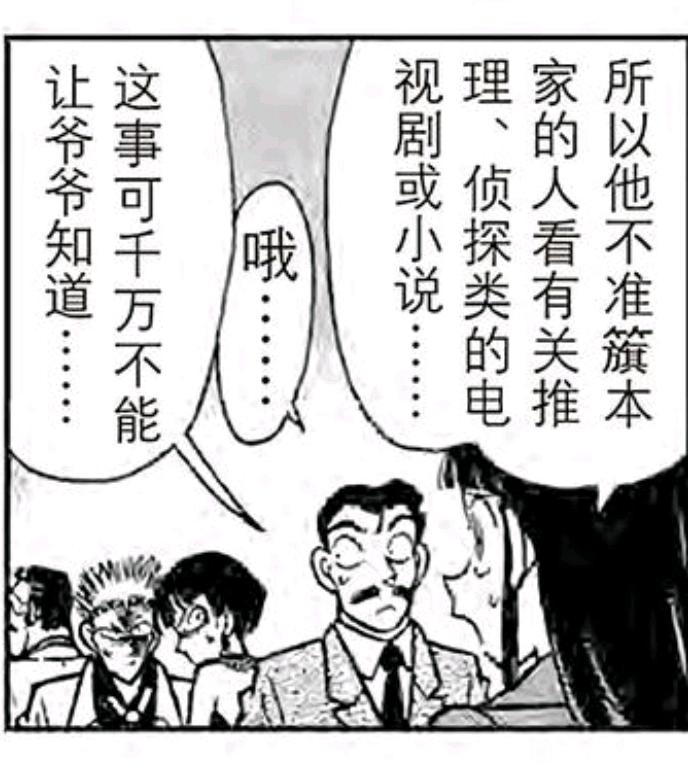 所以他不准籏本
家的人看有关推
理、侦探类的电
视剧或小说……
哦……
这事可千万不能
让爷爷知道……